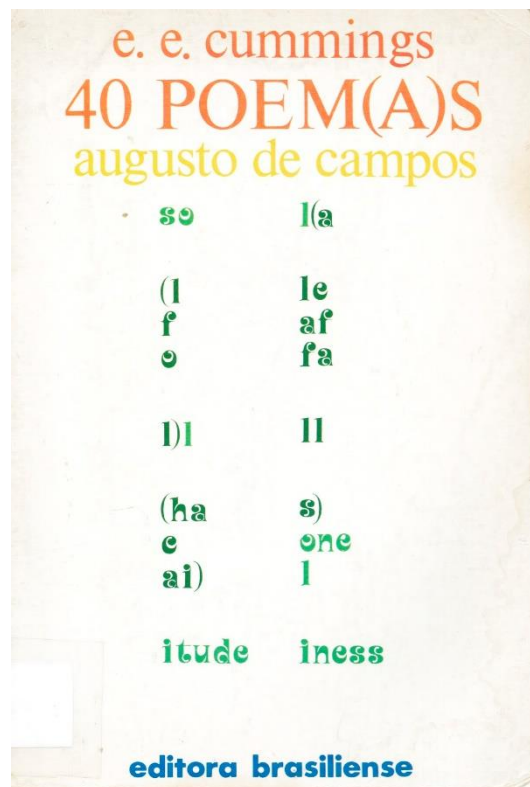 e. e. cummings
40 POEM(A)S
augusto de campos
so
(l
f
o
l)l
(ha
c
ai)
itude
l(a
le
af
fa
ll
s)
one
l
iness
editora brasiliense